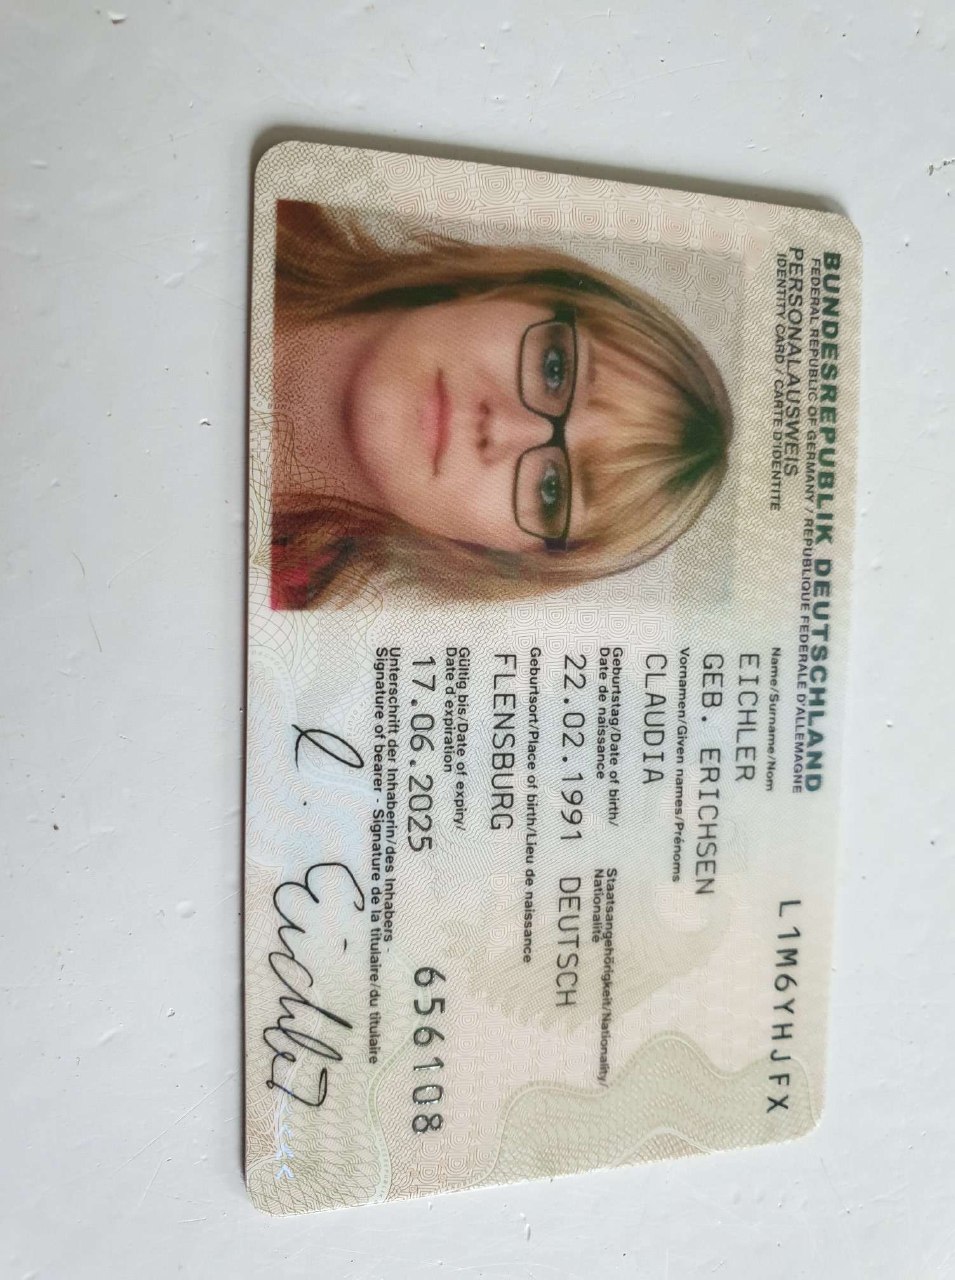 BUNDESREPUBLIK DEUTSCHLAND
FEDERAL REPUBLIC OF GERMANY / REPUBLIQUE FEDERALE D'ALLEMAGNE
PERSONALAUSWEIS
IDENTITY CARD / CARTE D'IDENTITE
L1M6YHJFX
Name/Surname/Nom
EICHLER
GEB. ERICHSEN
Vornamen/Given names/Prénoms
CLAUDIA
Geburtstag/Date of birth/
Date de naissance
Staatsangehörigkeit/Nationality/
Nationalité
22.02.1991 DEUTSCH
Geburtsort/Place of birth/Lieu de naissance
FLENSBURG
Gültig bis/Date of expiry/
Date d'expiration
17.06.2025 656108
Unterschrift der Inhaberin/des Inhabers -
Signature of bearer - Signature de la titulaire/du titulaire
C. Eichler